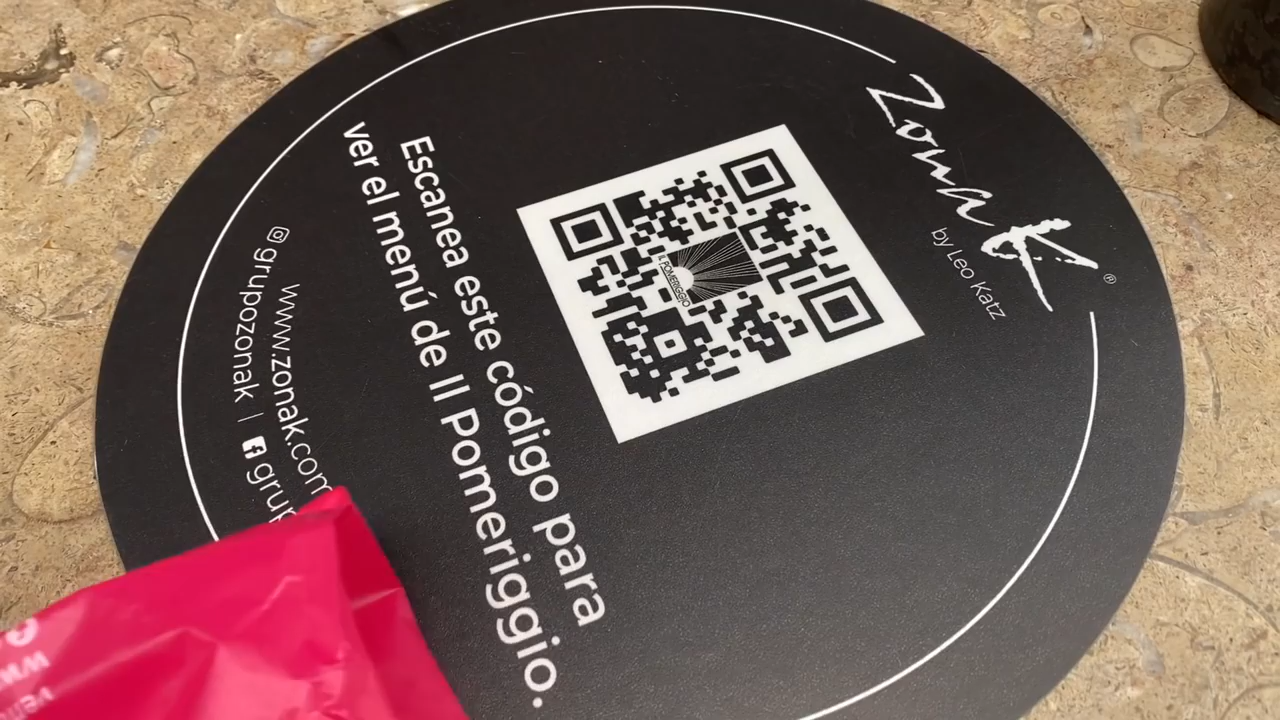 Zona K ®
by Leo Katz
IL POMERIGGIO
Escanea este código para
ver el menú de Il Pomeriggio.
www.zonak.com
grupozonak | grup